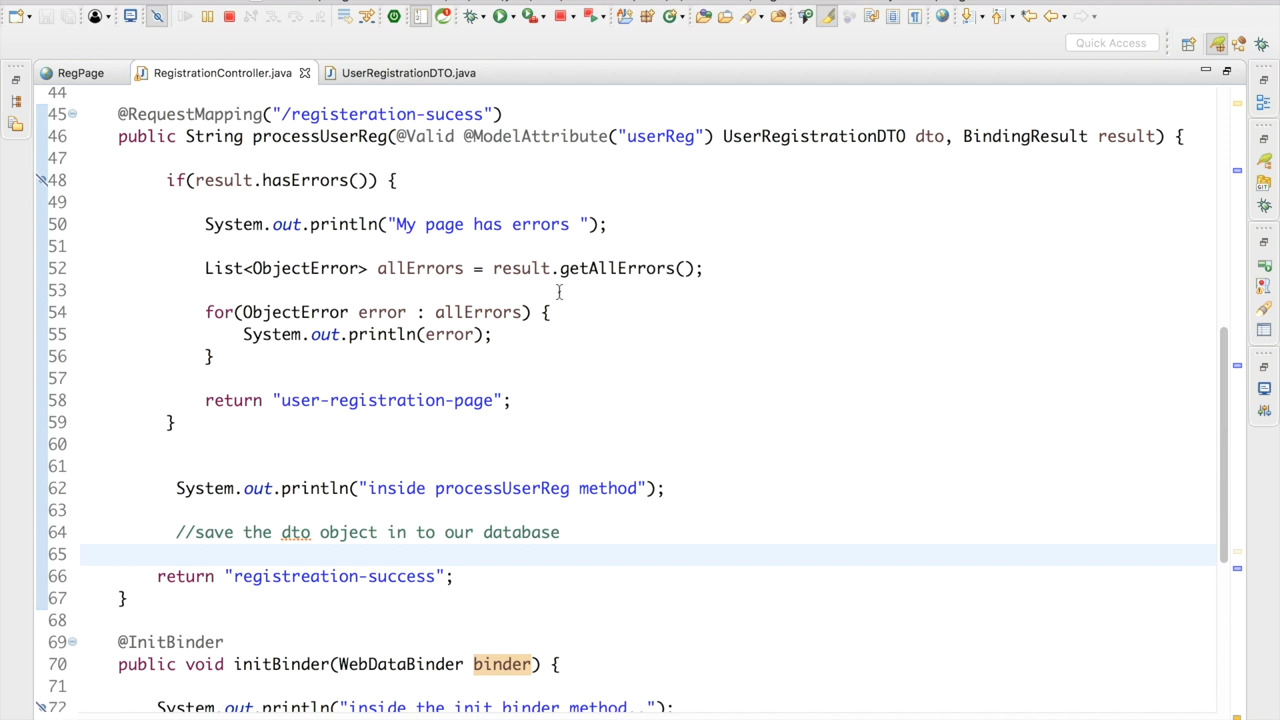 Quick Access
RegPage
RegistrationController.java
UserRegistrationDTO.java
44
45 @RequestMapping("/registeration-sucess")
46 public String processUserReg(@Valid @ModelAttribute("userReg") UserRegistrationDTO dto, BindingResult result) {
47
48 if(result.hasErrors()) {
49
50 System.out.println("My page has errors ");
51
52 List<ObjectError> allErrors = result.getAllErrors();
53
54 for(ObjectError error : allErrors) {
55 System.out.println(error);
56 }
57
58 return "user-registration-page";
59 }
60
61
62 System.out.println("inside processUserReg method");
63
64 //save the dto object in to our database
65
66 return "registreation-success";
67 }
68
69 @InitBinder
70 public void initBinder(WebDataBinder binder) {
71
72 System.out.println("inside the init binder method..");